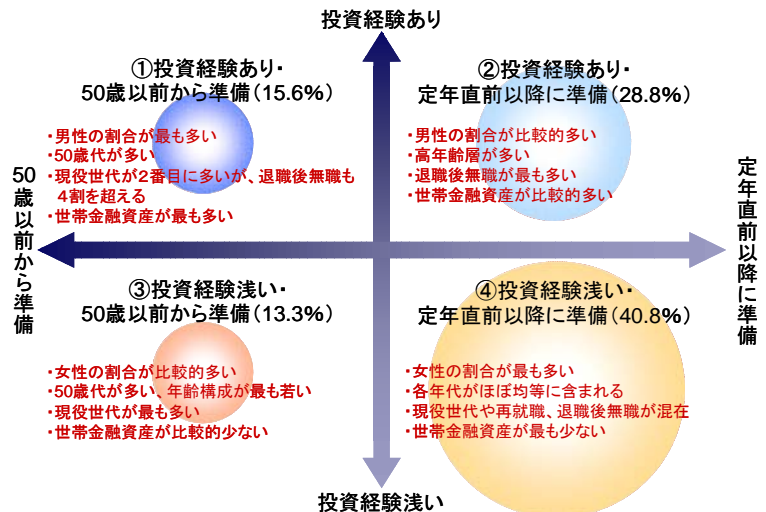 投資経験あり
①投資経験あり・
50歳以前から準備(15.6%)
・男性の割合が最も多い
・50歳代が多い
・現役世代が2番目に多いが、退職後無職も
４割を超える
・世帯金融資産が最も多い
②投資経験あり・
定年直前以降に準備(28.8%)
・男性の割合が比較的多い
・高年齢層が多い
・退職後無職が最も多い
・世帯金融資産が比較的多い
50歳以前から準備
定年直前以降に準備
③投資経験浅い・
50歳以前から準備(13.3%)
・女性の割合が比較的多い
・50歳代が多い、年齢構成が最も若い
・現役世代が最も多い
・世帯金融資産が比較的少ない
④投資経験浅い・
定年直前以降に準備(40.8%)
・女性の割合が最も多い
・各年代がほぼ均等に含まれる
・現役世代や再就職、退職後無職が混在
・世帯金融資産が最も少ない
投資経験浅い